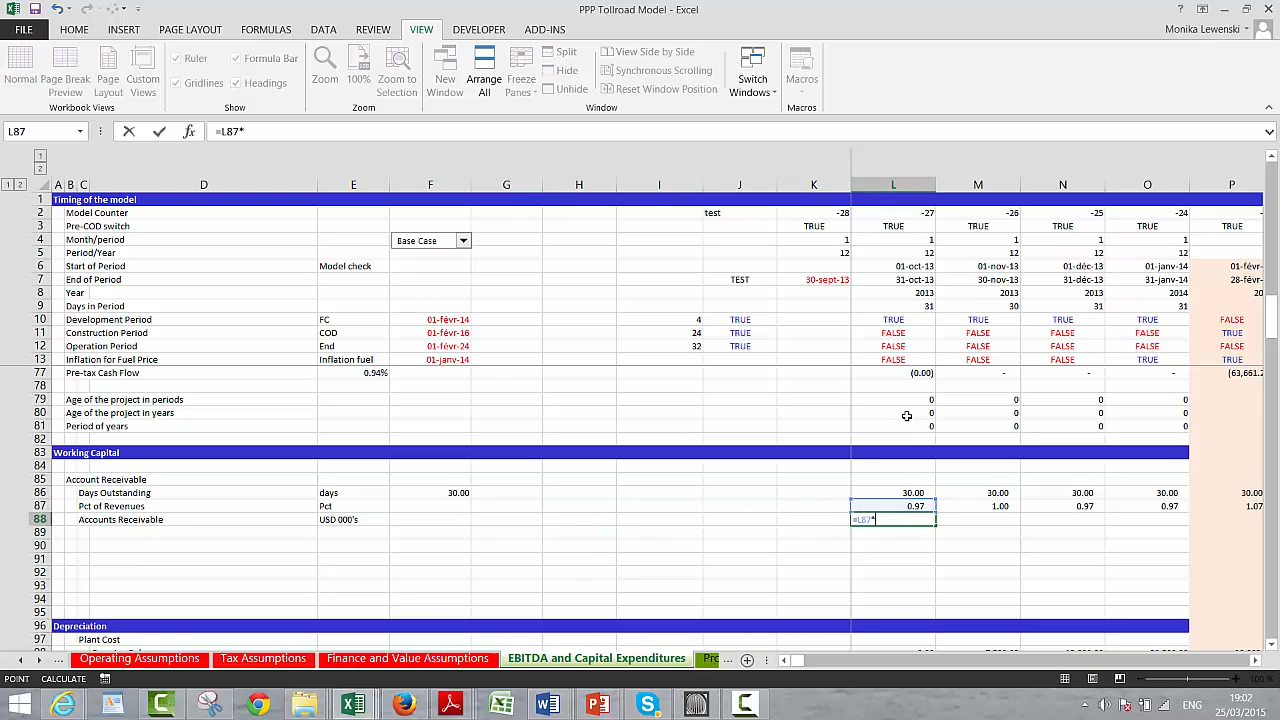 PPP Tollroad Model - Excel
FILE HOME INSERT PAGE LAYOUT FORMULAS DATA REVIEW VIEW DEVELOPER ADD-INS Monika Lewenski
Normal Page Break Preview Page Layout Custom Views
Ruler Formula Bar
Gridlines Headings
Zoom 100% Zoom to Selection
New Window Arrange All Freeze Panes
Split
Hide
Unhide
View Side by Side
Synchronous Scrolling
Reset Window Position
Switch Windows
Macros
Workbook Views Show Zoom Window Macros
L87 fx =L87*
1
2
1 2 A B C D E F G H I J K L M N O P
1 Timing of the model
2 Model Counter test -28 -27 -26 -25 -24
3 Pre-COD switch TRUE TRUE TRUE TRUE TRUE TRUE
4 Month/period Base Case 1 1 1 1 1
5 Period/Year 12 12 12 12 12
6 Start of Period Model check 01-oct-13 01-nov-13 01-déc-13 01-janv-14 01-févr-
7 End of Period TEST 30-sept-13 31-oct-13 30-nov-13 31-déc-13 31-janv-14 28-févr-
8 Year 2013 2013 2013 2014 20
9 Days in Period 31 30 31 31
10 Development Period FC 01-févr-14 4 TRUE TRUE TRUE TRUE TRUE FALSE
11 Construction Period COD 01-févr-16 24 TRUE FALSE FALSE FALSE FALSE TRUE
12 Operation Period End 01-févr-24 32 TRUE FALSE FALSE FALSE FALSE FALSE
13 Inflation for Fuel Price Inflation fuel 01-janv-14 FALSE FALSE FALSE TRUE TRUE
77 Pre-tax Cash Flow 0.94% (0.00) - - - (63,661.2
78
79 Age of the project in periods 0 0 0 0
80 Age of the project in years 0 0 0 0
81 Period of years 0 0 0 0
82
83 Working Capital
84
85 Account Receivable
86 Days Outstanding days 30.00 30.00 30.00 30.00 30.00 30.00
87 Pct of Revenues Pct 0.97 1.00 0.97 0.97 1.07
88 Accounts Receivable USD 000's =L87*
89
90
91
92
93
94
95
96 Depreciation
97 Plant Cost
Operating Assumptions Tax Assumptions Finance and Value Assumptions EBITDA and Capital Expenditures Pro ...
POINT CALCULATE 100 %
ENG 19:02
25/03/2015